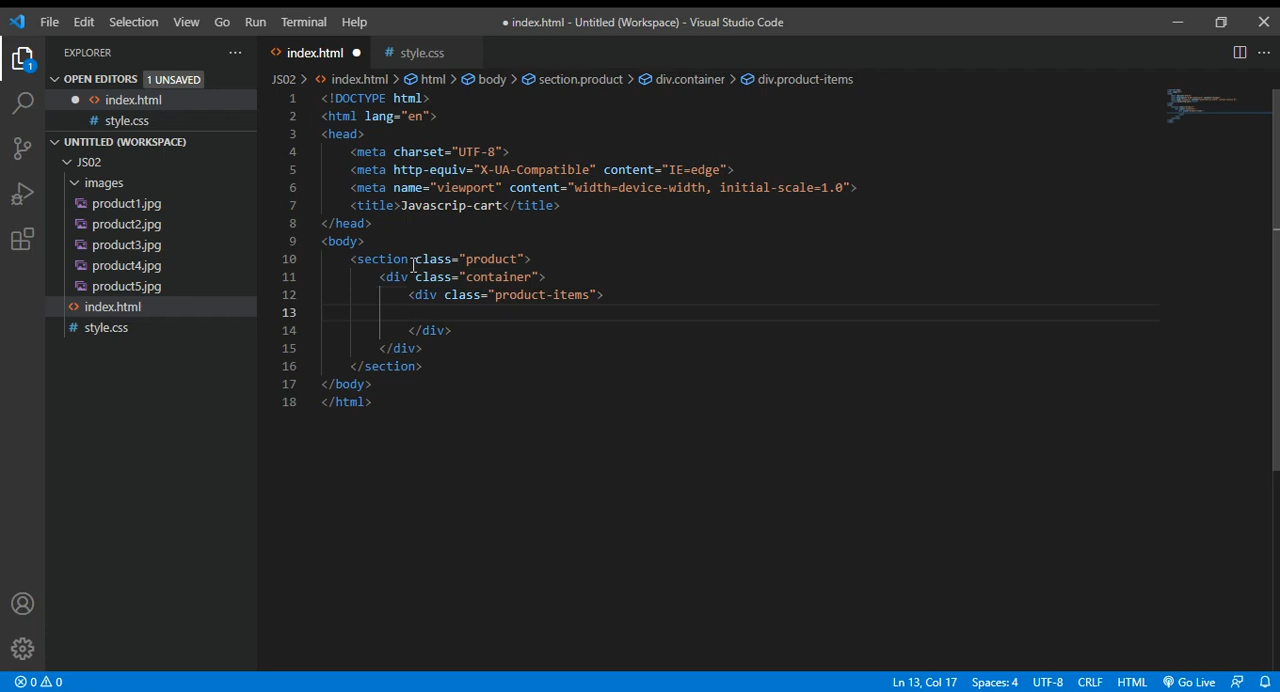 File Edit Selection View Go Run Terminal Help
● index.html - Untitled (Workspace) - Visual Studio Code
EXPLORER
index.html
# style.css
OPEN EDITORS 1 UNSAVED
index.html
# style.css
UNTITLED (WORKSPACE)
JS02
images
product1.jpg
product2.jpg
product3.jpg
product4.jpg
product5.jpg
index.html
# style.css
1
JS02 > index.html > html > body > section.product > div.container > div.product-items
1 <!DOCTYPE html>
2 <html lang="en">
3 <head>
4 <meta charset="UTF-8">
5 <meta http-equiv="X-UA-Compatible" content="IE=edge">
6 <meta name="viewport" content="width=device-width, initial-scale=1.0">
7 <title>Javascrip-cart</title>
8 </head>
9 <body>
10 <section class="product">
11 <div class="container">
12 <div class="product-items">
13
14 </div>
15 </div>
16 </section>
17 </body>
18 </html>
0 0
Ln 13, Col 17 Spaces: 4 UTF-8 CRLF HTML Go Live